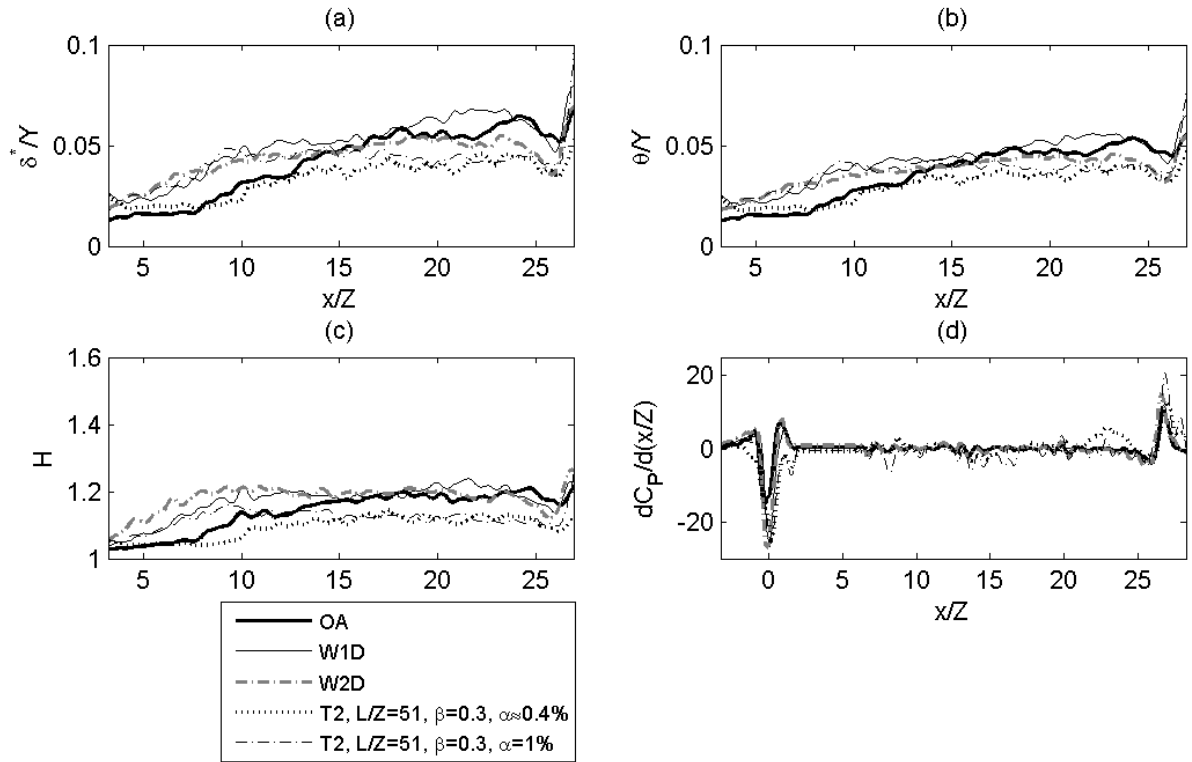 (a)
0.1
0.05
0
δ*/Y
5 10 15 20 25
x/Z
(b)
0.1
0.05
0
θ/Y
5 10 15 20 25
x/Z
(c)
1.6
1.4
1.2
1
H
5 10 15 20 25
(d)
20
0
-20
dCP/d(x/Z)
0 5 10 15 20 25
x/Z
OA
W1D
W2D
T2, L/Z=51, β=0.3, α≈0.4%
T2, L/Z=51, β=0.3, α=1%